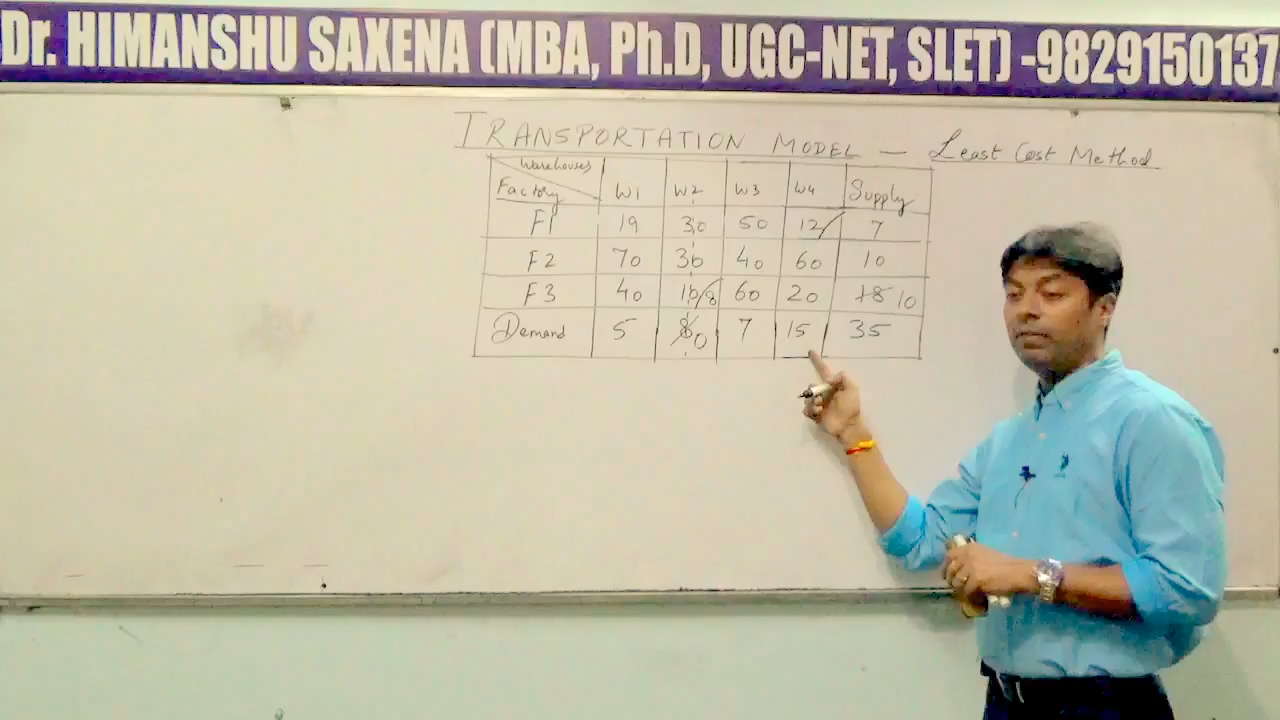 Dr. HIMANSHU SAXENA (MBA, Ph.D, UGC-NET, SLET) -9829150137
TRANSPORTATION MODEL — Least Cost Method
Warehouses
Factory W1 W2 W3 W4 Supply
F1 19 30 50 12/ 7
F2 70 30 40 60 10
F3 40 10/8 60 20 18 10
Demand 5 8 0 7 15 35